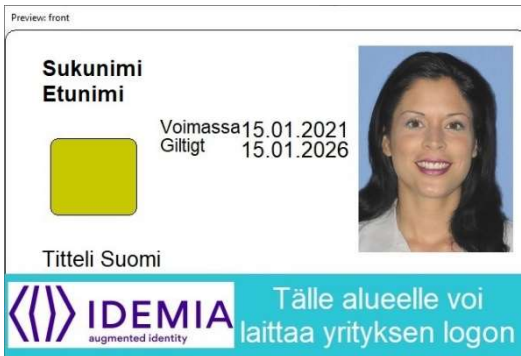 Preview: front
Sukunimi
Etunimi
Voimassa 15.01.2021
Giltigt 15.01.2026
Titteli Suomi
IDEMIA
augmented identity
Tälle alueelle voi
laittaa yrityksen logon